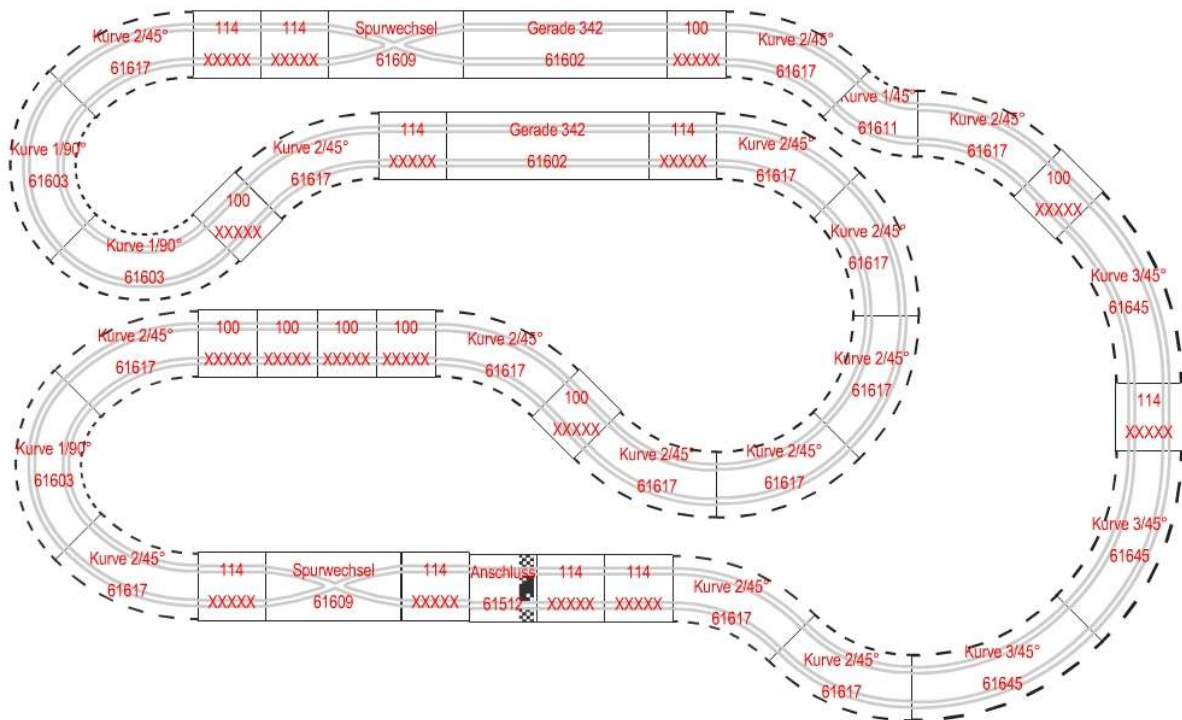 114
XXXXX
114
XXXXX
Spurwechsel
61609
Gerade 342
61602
100
XXXXX
Kurve 2/45°
61617
Kurve 2/45°
61617
Kurve 1/45°
61611
Kurve 2/45°
61617
100
XXXXX
Kurve 3/45°
61645
114
XXXXX
Kurve 3/45°
61645
Kurve 3/45°
61645
Kurve 2/45°
61617
Kurve 2/45°
61617
114
XXXXX
114
XXXXX
Anschluss
61512
114
XXXXX
Spurwechsel
61609
114
XXXXX
Kurve 2/45°
61617
Kurve 1/90°
61603
Kurve 2/45°
61617
100
XXXXX
100
XXXXX
100
XXXXX
100
XXXXX
Kurve 2/45°
61617
100
XXXXX
Kurve 2/45°
61617
Kurve 2/45°
61617
Kurve 2/45°
61617
Kurve 2/45°
61617
Kurve 2/45°
61617
114
XXXXX
Gerade 342
61602
114
XXXXX
Kurve 2/45°
61617
100
XXXXX
Kurve 1/90°
61603
Kurve 1/90°
61603